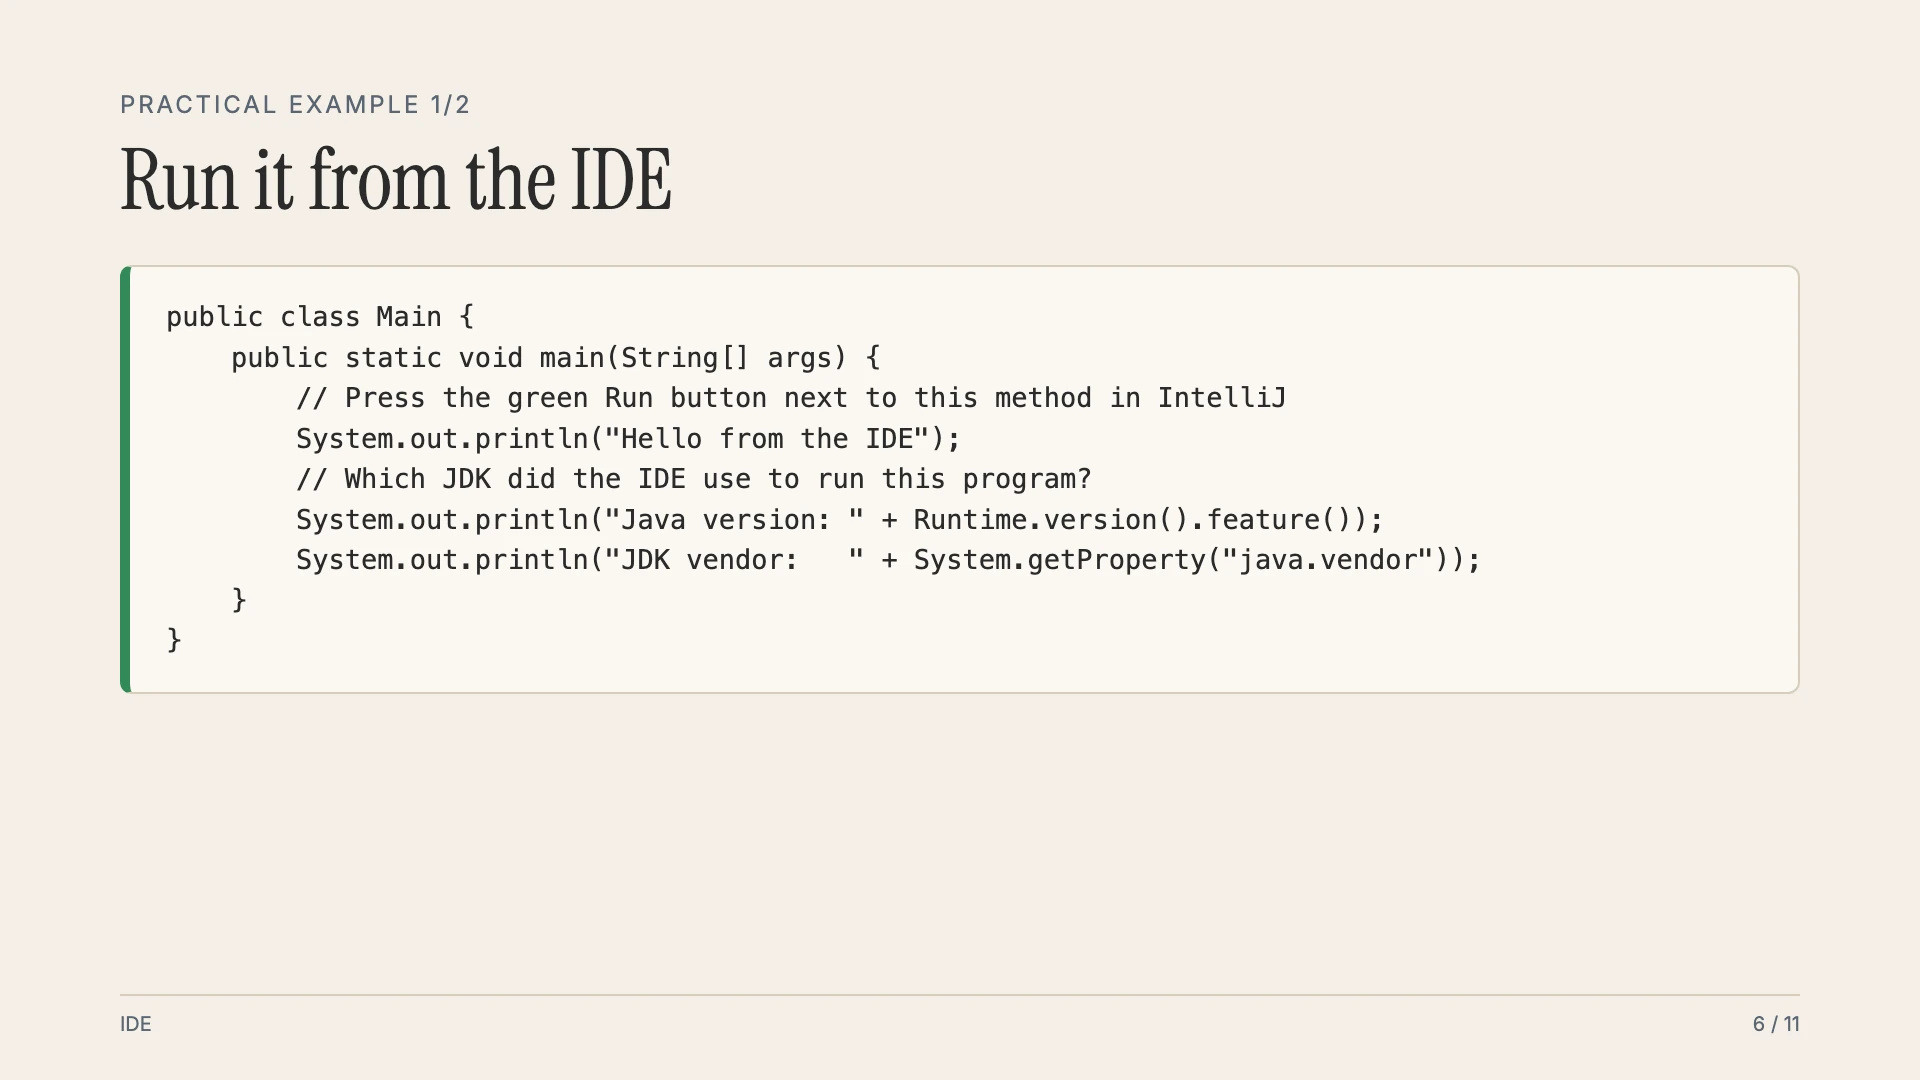 PRACTICAL EXAMPLE 1/2
Run it from the IDE
public class Main {
    public static void main(String[] args) {
        // Press the green Run button next to this method in IntelliJ
        System.out.println("Hello from the IDE");
        // Which JDK did the IDE use to run this program?
        System.out.println("Java version: " + Runtime.version().feature());
        System.out.println("JDK vendor:   " + System.getProperty("java.vendor"));
    }
}
IDE
6 / 11